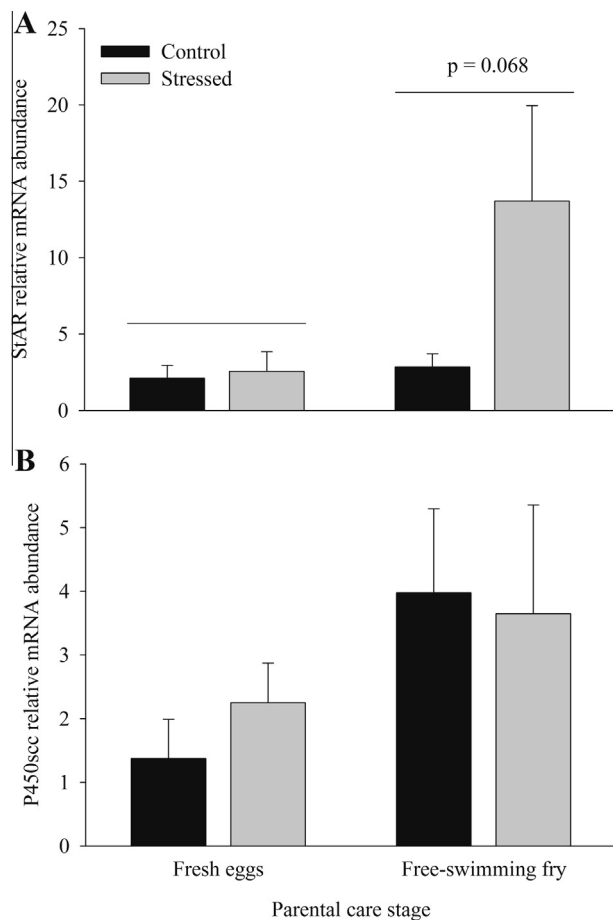 A
25
20
15
10
5
0
StAR relative mRNA abundance
Control
Stressed
p = 0.068
B
6
5
4
3
2
1
0
P450scc relative mRNA abundance
Fresh eggs
Free-swimming fry
Parental care stage